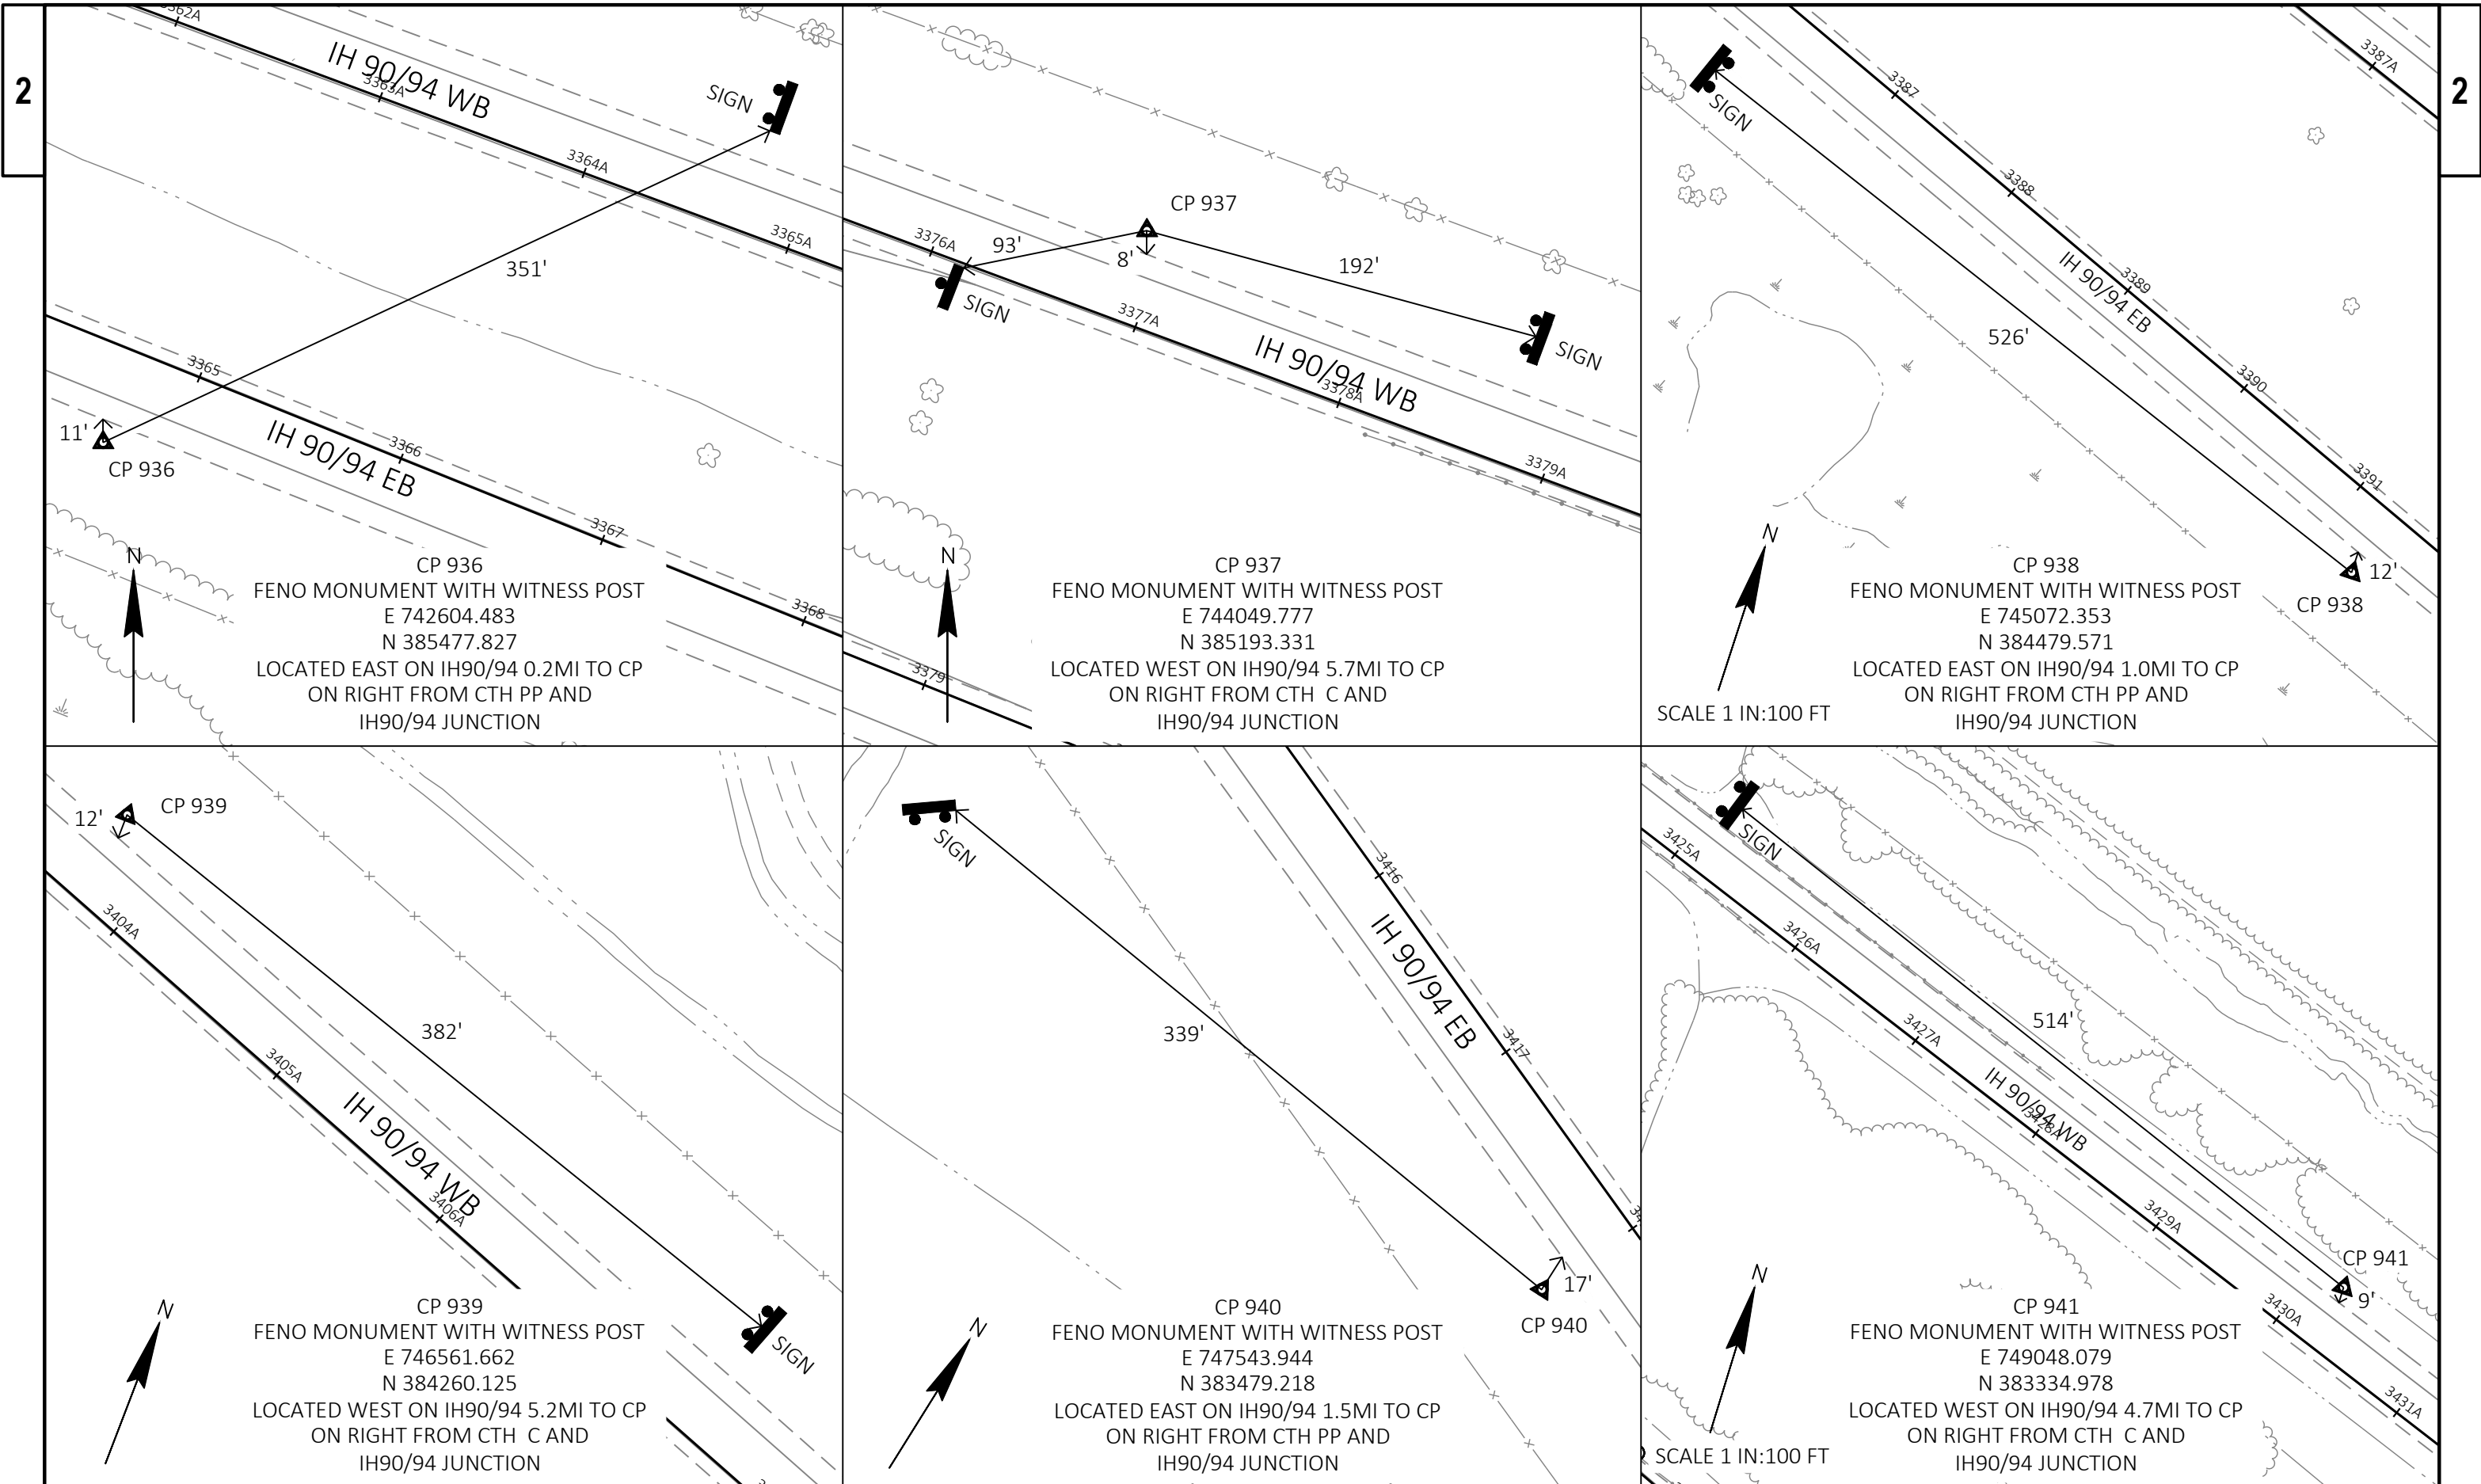 2
2
3362A
IH 90/94 WB
3363A
3364A
3365A
SIGN
351'
3365
3366
3367
3368
11'
CP 936
IH 90/94 EB
N
CP 936
FENO MONUMENT WITH WITNESS POST
E 742604.483
N 385477.827
LOCATED EAST ON IH90/94 0.2MI TO CP
ON RIGHT FROM CTH PP AND
IH90/94 JUNCTION
CP 937
3376A
93'
8'
192'
SIGN
3377A
IH 90/94 WB
3378A
SIGN
3379A
3379
N
CP 937
FENO MONUMENT WITH WITNESS POST
E 744049.777
N 385193.331
LOCATED WEST ON IH90/94 5.7MI TO CP
ON RIGHT FROM CTH C AND
IH90/94 JUNCTION
3387A
3387
SIGN
3388
3389
IH 90/94 EB
526'
3390
3391
12'
CP 938
N
SCALE 1 IN:100 FT
CP 938
FENO MONUMENT WITH WITNESS POST
E 745072.353
N 384479.571
LOCATED EAST ON IH90/94 1.0MI TO CP
ON RIGHT FROM CTH PP AND
IH90/94 JUNCTION
12'
CP 939
3404A
382'
3405A
IH 90/94 WB
3406A
SIGN
N
CP 939
FENO MONUMENT WITH WITNESS POST
E 746561.662
N 384260.125
LOCATED WEST ON IH90/94 5.2MI TO CP
ON RIGHT FROM CTH C AND
IH90/94 JUNCTION
SIGN
3416
IH 90/94 EB
339'
3417
17'
CP 940
N
CP 940
FENO MONUMENT WITH WITNESS POST
E 747543.944
N 383479.218
LOCATED EAST ON IH90/94 1.5MI TO CP
ON RIGHT FROM CTH PP AND
IH90/94 JUNCTION
SIGN
3425A
3426A
514'
3427A
IH 90/94 WB
3428A
3429A
CP 941
9'
3430A
3431A
N
SCALE 1 IN:100 FT
CP 941
FENO MONUMENT WITH WITNESS POST
E 749048.079
N 383334.978
LOCATED WEST ON IH90/94 4.7MI TO CP
ON RIGHT FROM CTH C AND
IH90/94 JUNCTION